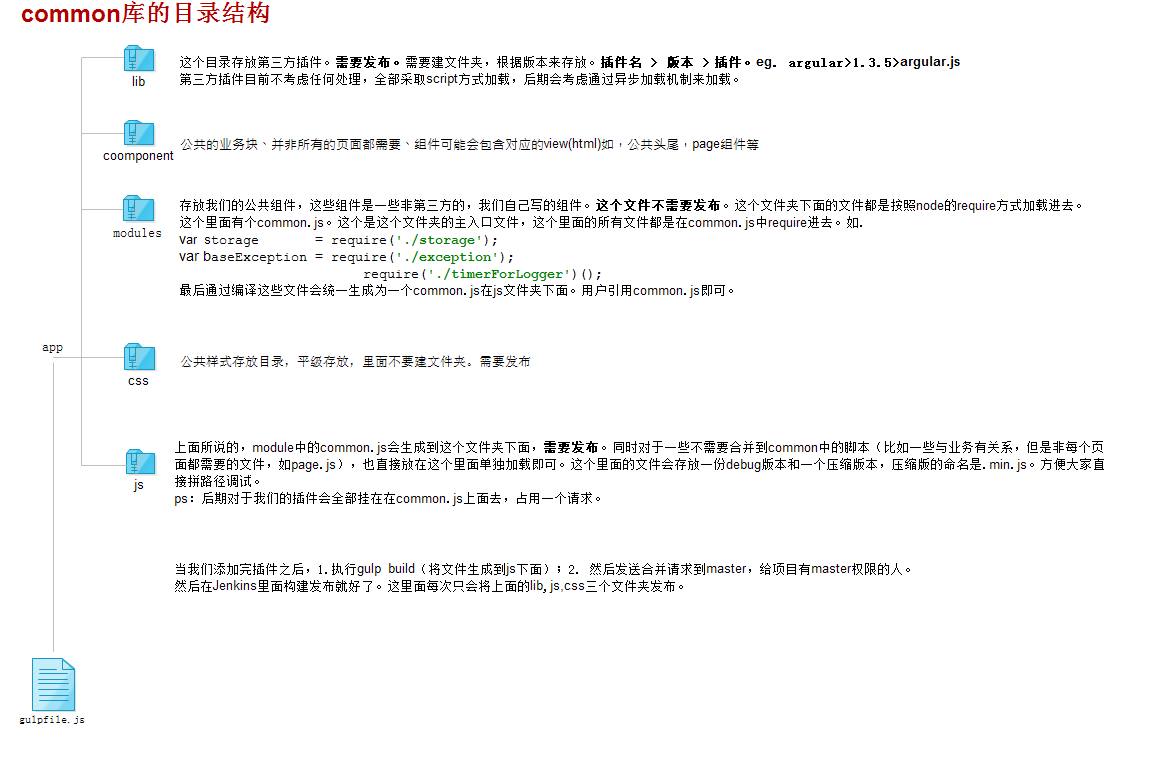 common库的目录结构
这个目录存放第三方插件。需要发布。需要建文件夹，根据版本来存放。插件名 > 版本 >插件。eg. argular>1.3.5>argular.js
第三方插件目前不考虑任何处理，全部采取script方式加载，后期会考虑通过异步加载机制来加载。
lib
公共的业务块、并非所有的页面都需要、组件可能会包含对应的view(html)如，公共头尾，page组件等
coomponent
存放我们的公共组件，这些组件是一些非第三方的，我们自己写的组件。这个文件不需要发布。这个文件夹下面的文件都是按照node的require方式加载进去。
这个里面有个common.js。这个是这个文件夹的主入口文件，这个里面的所有文件都是在common.js中require进去。如.
modules
var storage = require('./storage');
var baseException = require('./exception');
require('./timerForLogger')();
最后通过编译这些文件会统一生成为一个common.js在js文件夹下面。用户引用common.js即可。
app
公共样式存放目录，平级存放，里面不要建文件夹。需要发布
css
上面所说的，module中的common.js会生成到这个文件夹下面，需要发布。同时对于一些不需要合并到common中的脚本（比如一些与业务有关系，但是非每个页
面都需要的文件，如page.js），也直接放在这个里面单独加载即可。这个里面的文件会存放一份debug版本和一个压缩版本，压缩版的命名是.min.js。方便大家直
接拼路径调试。
js
ps：后期对于我们的插件会全部挂在在common.js上面去，占用一个请求。
当我们添加完插件之后，1.执行gulp build（将文件生成到js下面）；2. 然后发送合并请求到master，给项目有master权限的人。
然后在Jenkins里面构建发布就好了。这里面每次只会将上面的lib,js,css三个文件夹发布。
gulpfile.js